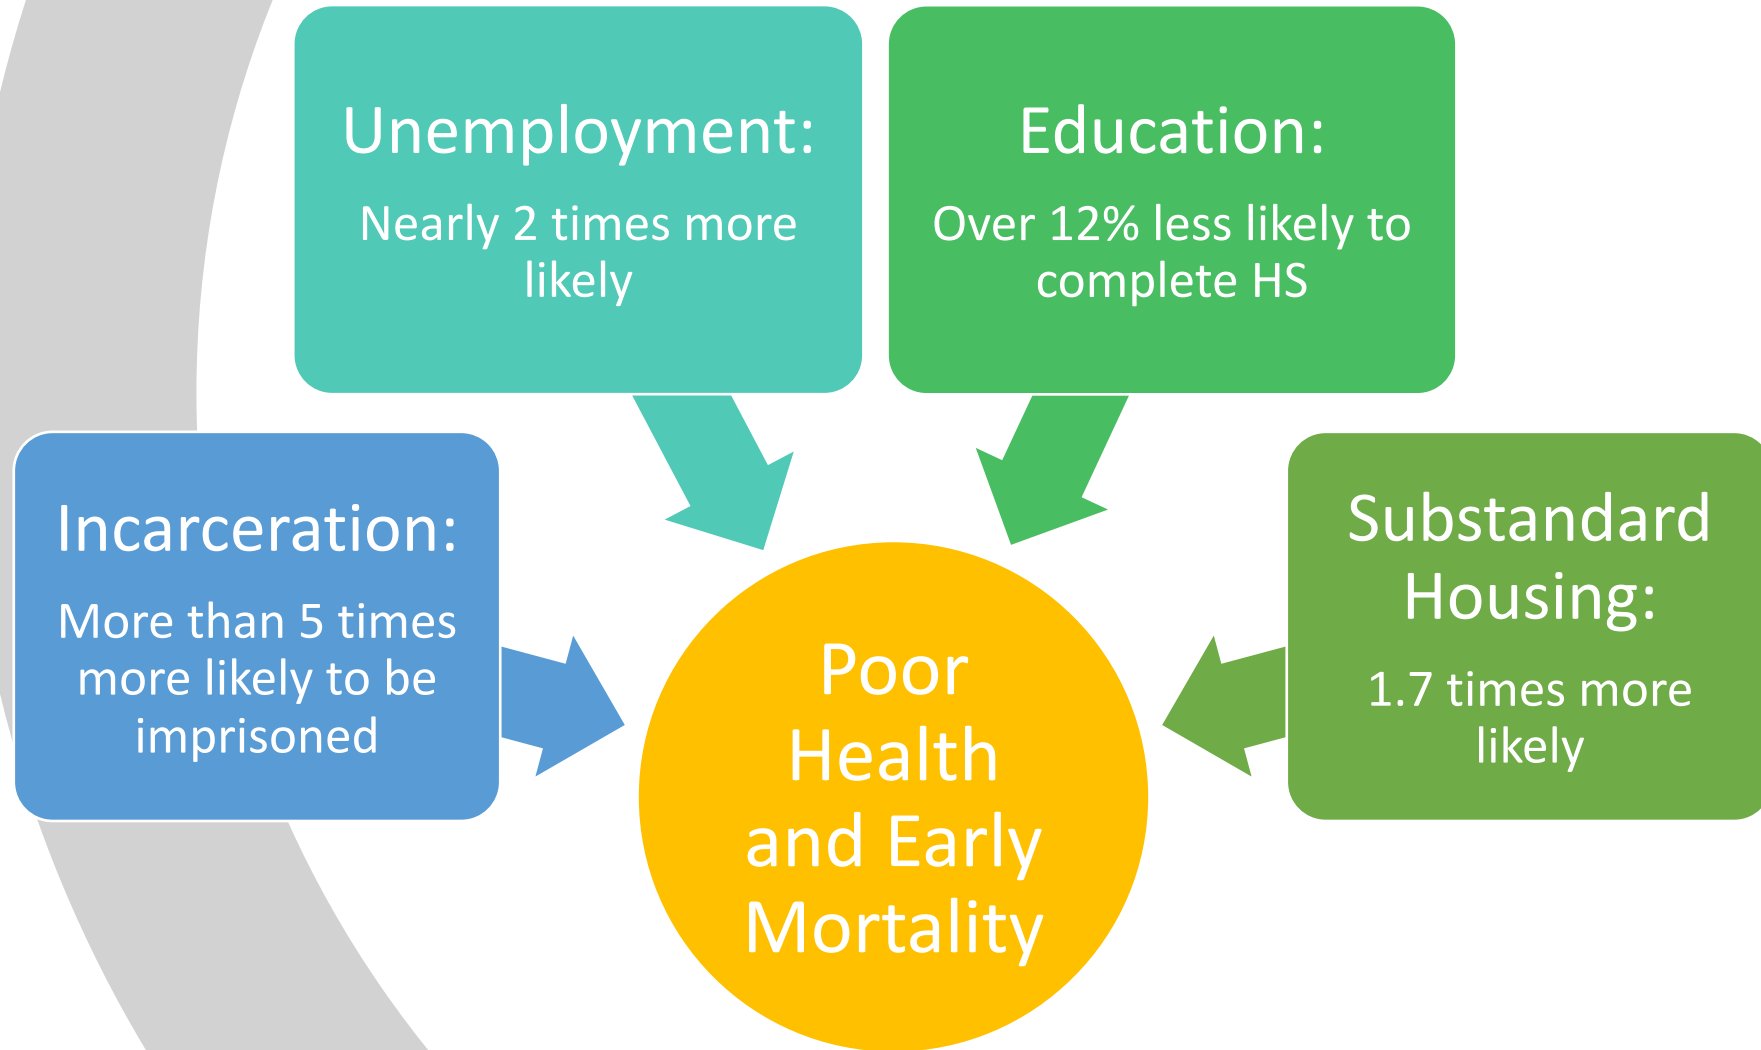 Unemployment:
Nearly 2 times more
likely
Education:
Over 12% less likely to
complete HS
Incarceration:
More than 5 times
more likely to be
imprisoned
Substandard
Housing:
1.7 times more
likely
Poor
Health
and Early
Mortality